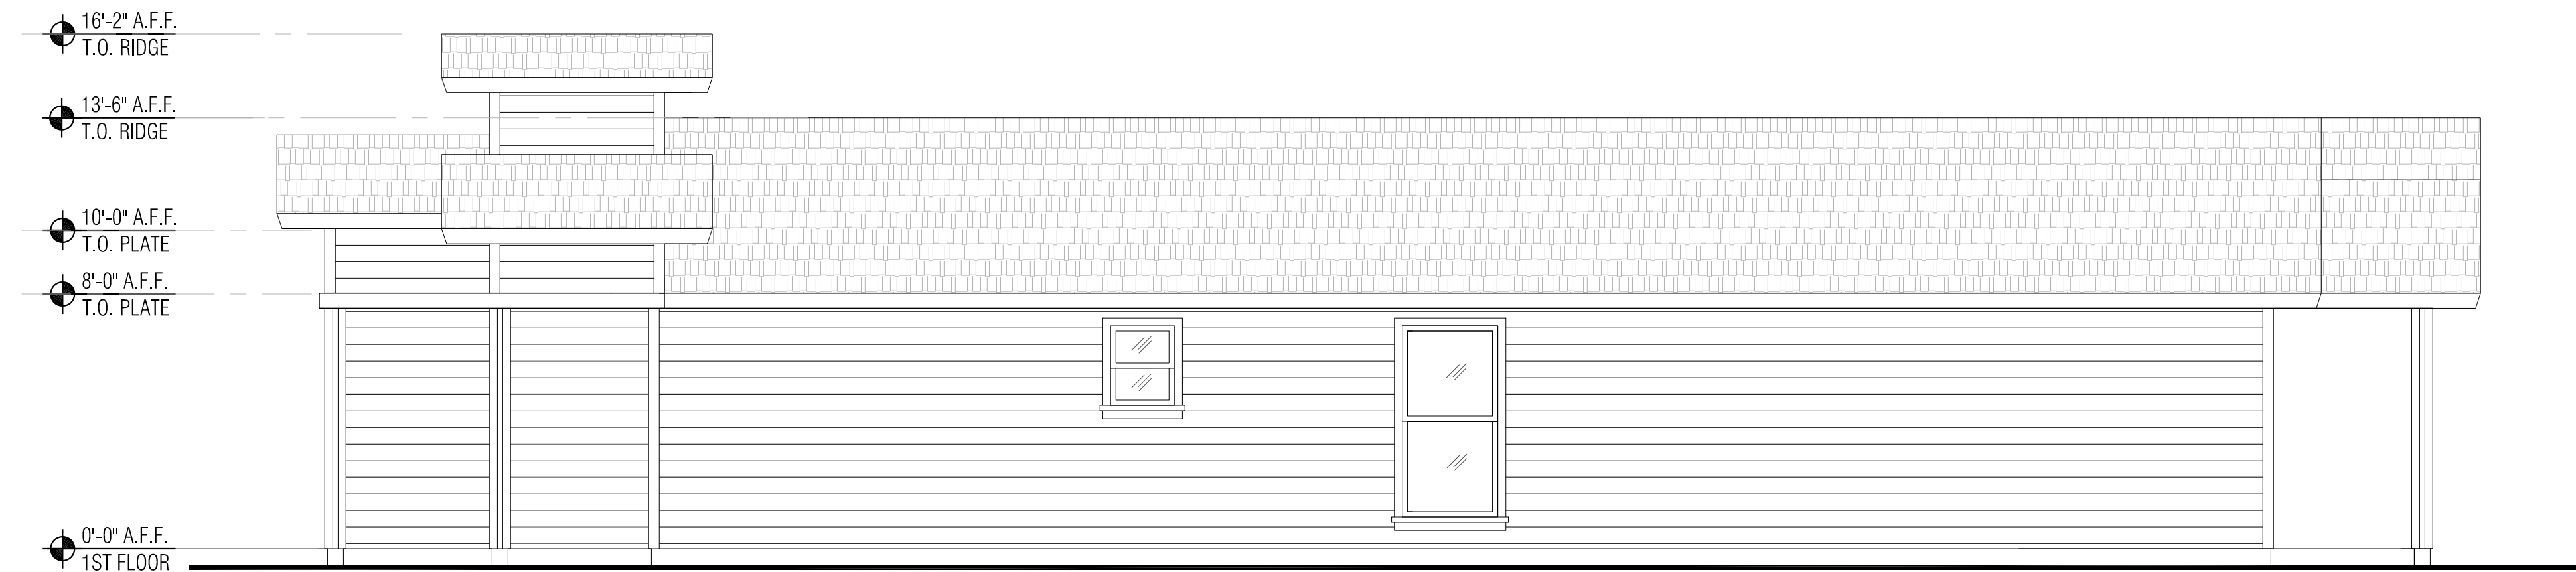 16'-2" A.F.F.
T.O. RIDGE
13'-6" A.F.F.
T.O. RIDGE
10'-0" A.F.F.
T.O. PLATE
8'-0" A.F.F.
T.O. PLATE
0'-0" A.F.F.
1ST FLOOR